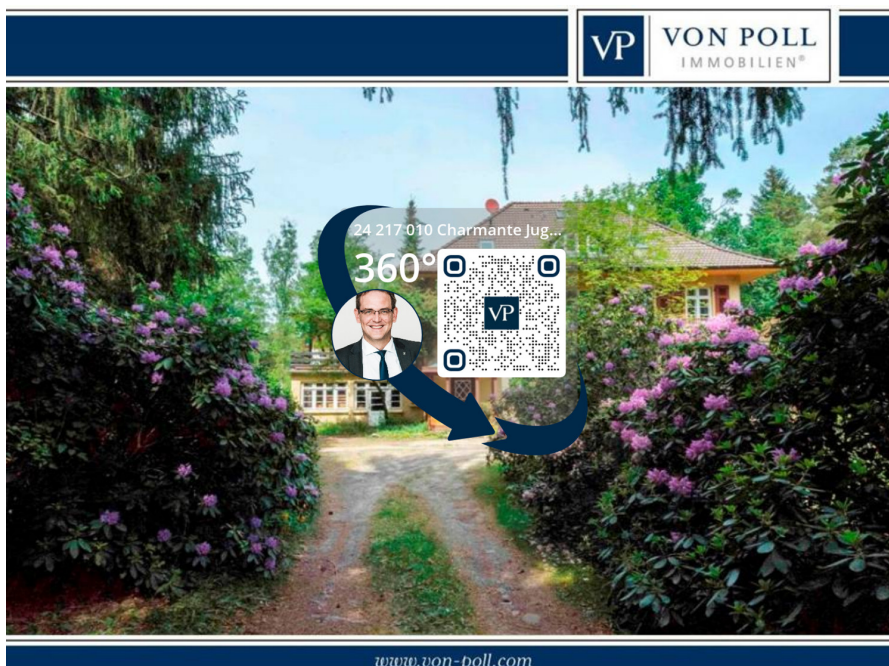 VP
VON POLL
IMMOBILIEN®
24 217 010 Charmante Jug...
360°
VP
www.von-poll.com